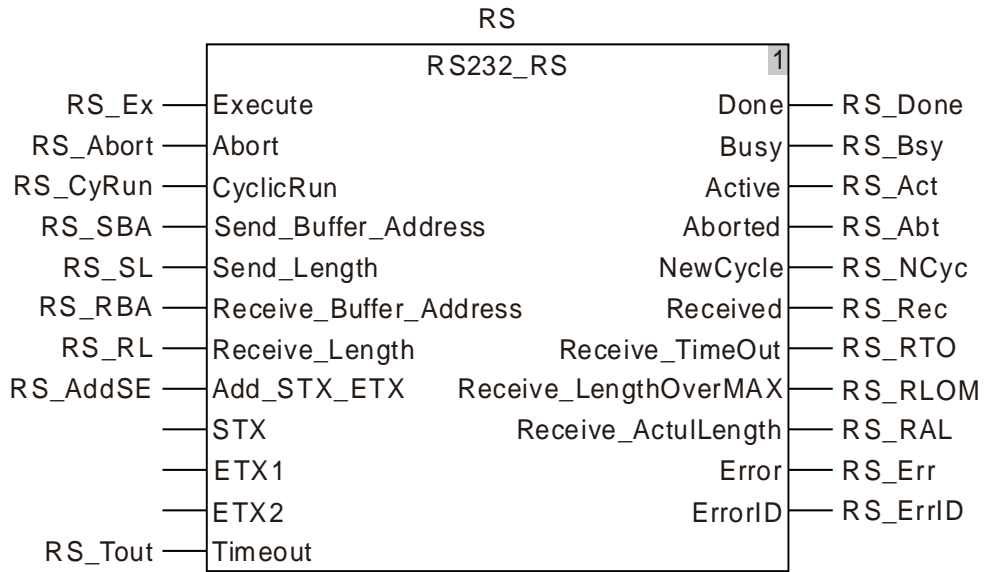 RS
RS232_RS 1
RS_Ex Execute Done RS_Done
RS_Abort Abort Busy RS_Bsy
RS_CyRun CyclicRun Active RS_Act
RS_SBA Send_Buffer_Address Aborted RS_Abt
RS_SL Send_Length NewCycle RS_NCyc
RS_RBA Receive_Buffer_Address Received RS_Rec
RS_RL Receive_Length Receive_TimeOut RS_RTO
RS_AddSE Add_STX_ETX Receive_LengthOverMAX RS_RLOM
STX Receive_ActulLength RS_RAL
ETX1 Error RS_Err
ETX2 ErrorID RS_ErrID
RS_Tout Timeout